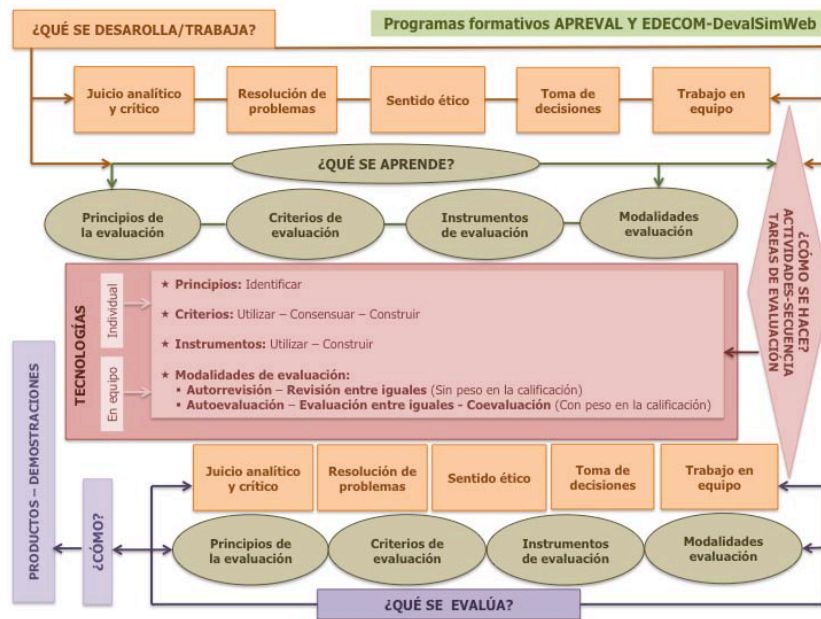 ¿QUÉ SE DESAROLLA/TRABAJA?
Programas formativos APREVAL Y EDECOM-DevalSimWeb
Juicio analítico
y crítico
Resolución de
problemas
Sentido ético
Toma de
decisiones
Trabajo en
equipo
¿QUÉ SE APRENDE?
Principios de
la evaluación
Criterios de
evaluación
Instrumentos
de evaluación
Modalidades
evaluación
¿CÓMO SE HACE?
ACTIVIDADES-SECUENCIA
TAREAS DE EVALUACIÓN
TECNOLOGÍAS
Individual
En equipo
★ Principios: Identificar
★ Criterios: Utilizar – Consensuar – Construir
★ Instrumentos: Utilizar – Construir
★ Modalidades de evaluación:
▪ Autorrevisión – Revisión entre iguales (Sin peso en la calificación)
▪ Autoevaluación – Evaluación entre iguales - Coevaluación (Con peso en la calificación)
PRODUCTOS – DEMOSTRACIONES
¿CÓMO?
Juicio analítico
y crítico
Resolución de
problemas
Sentido ético
Toma de
decisiones
Trabajo en
equipo
Principios de
la evaluación
Criterios de
evaluación
Instrumentos
de evaluación
Modalidades
evaluación
¿QUÉ SE EVALÚA?